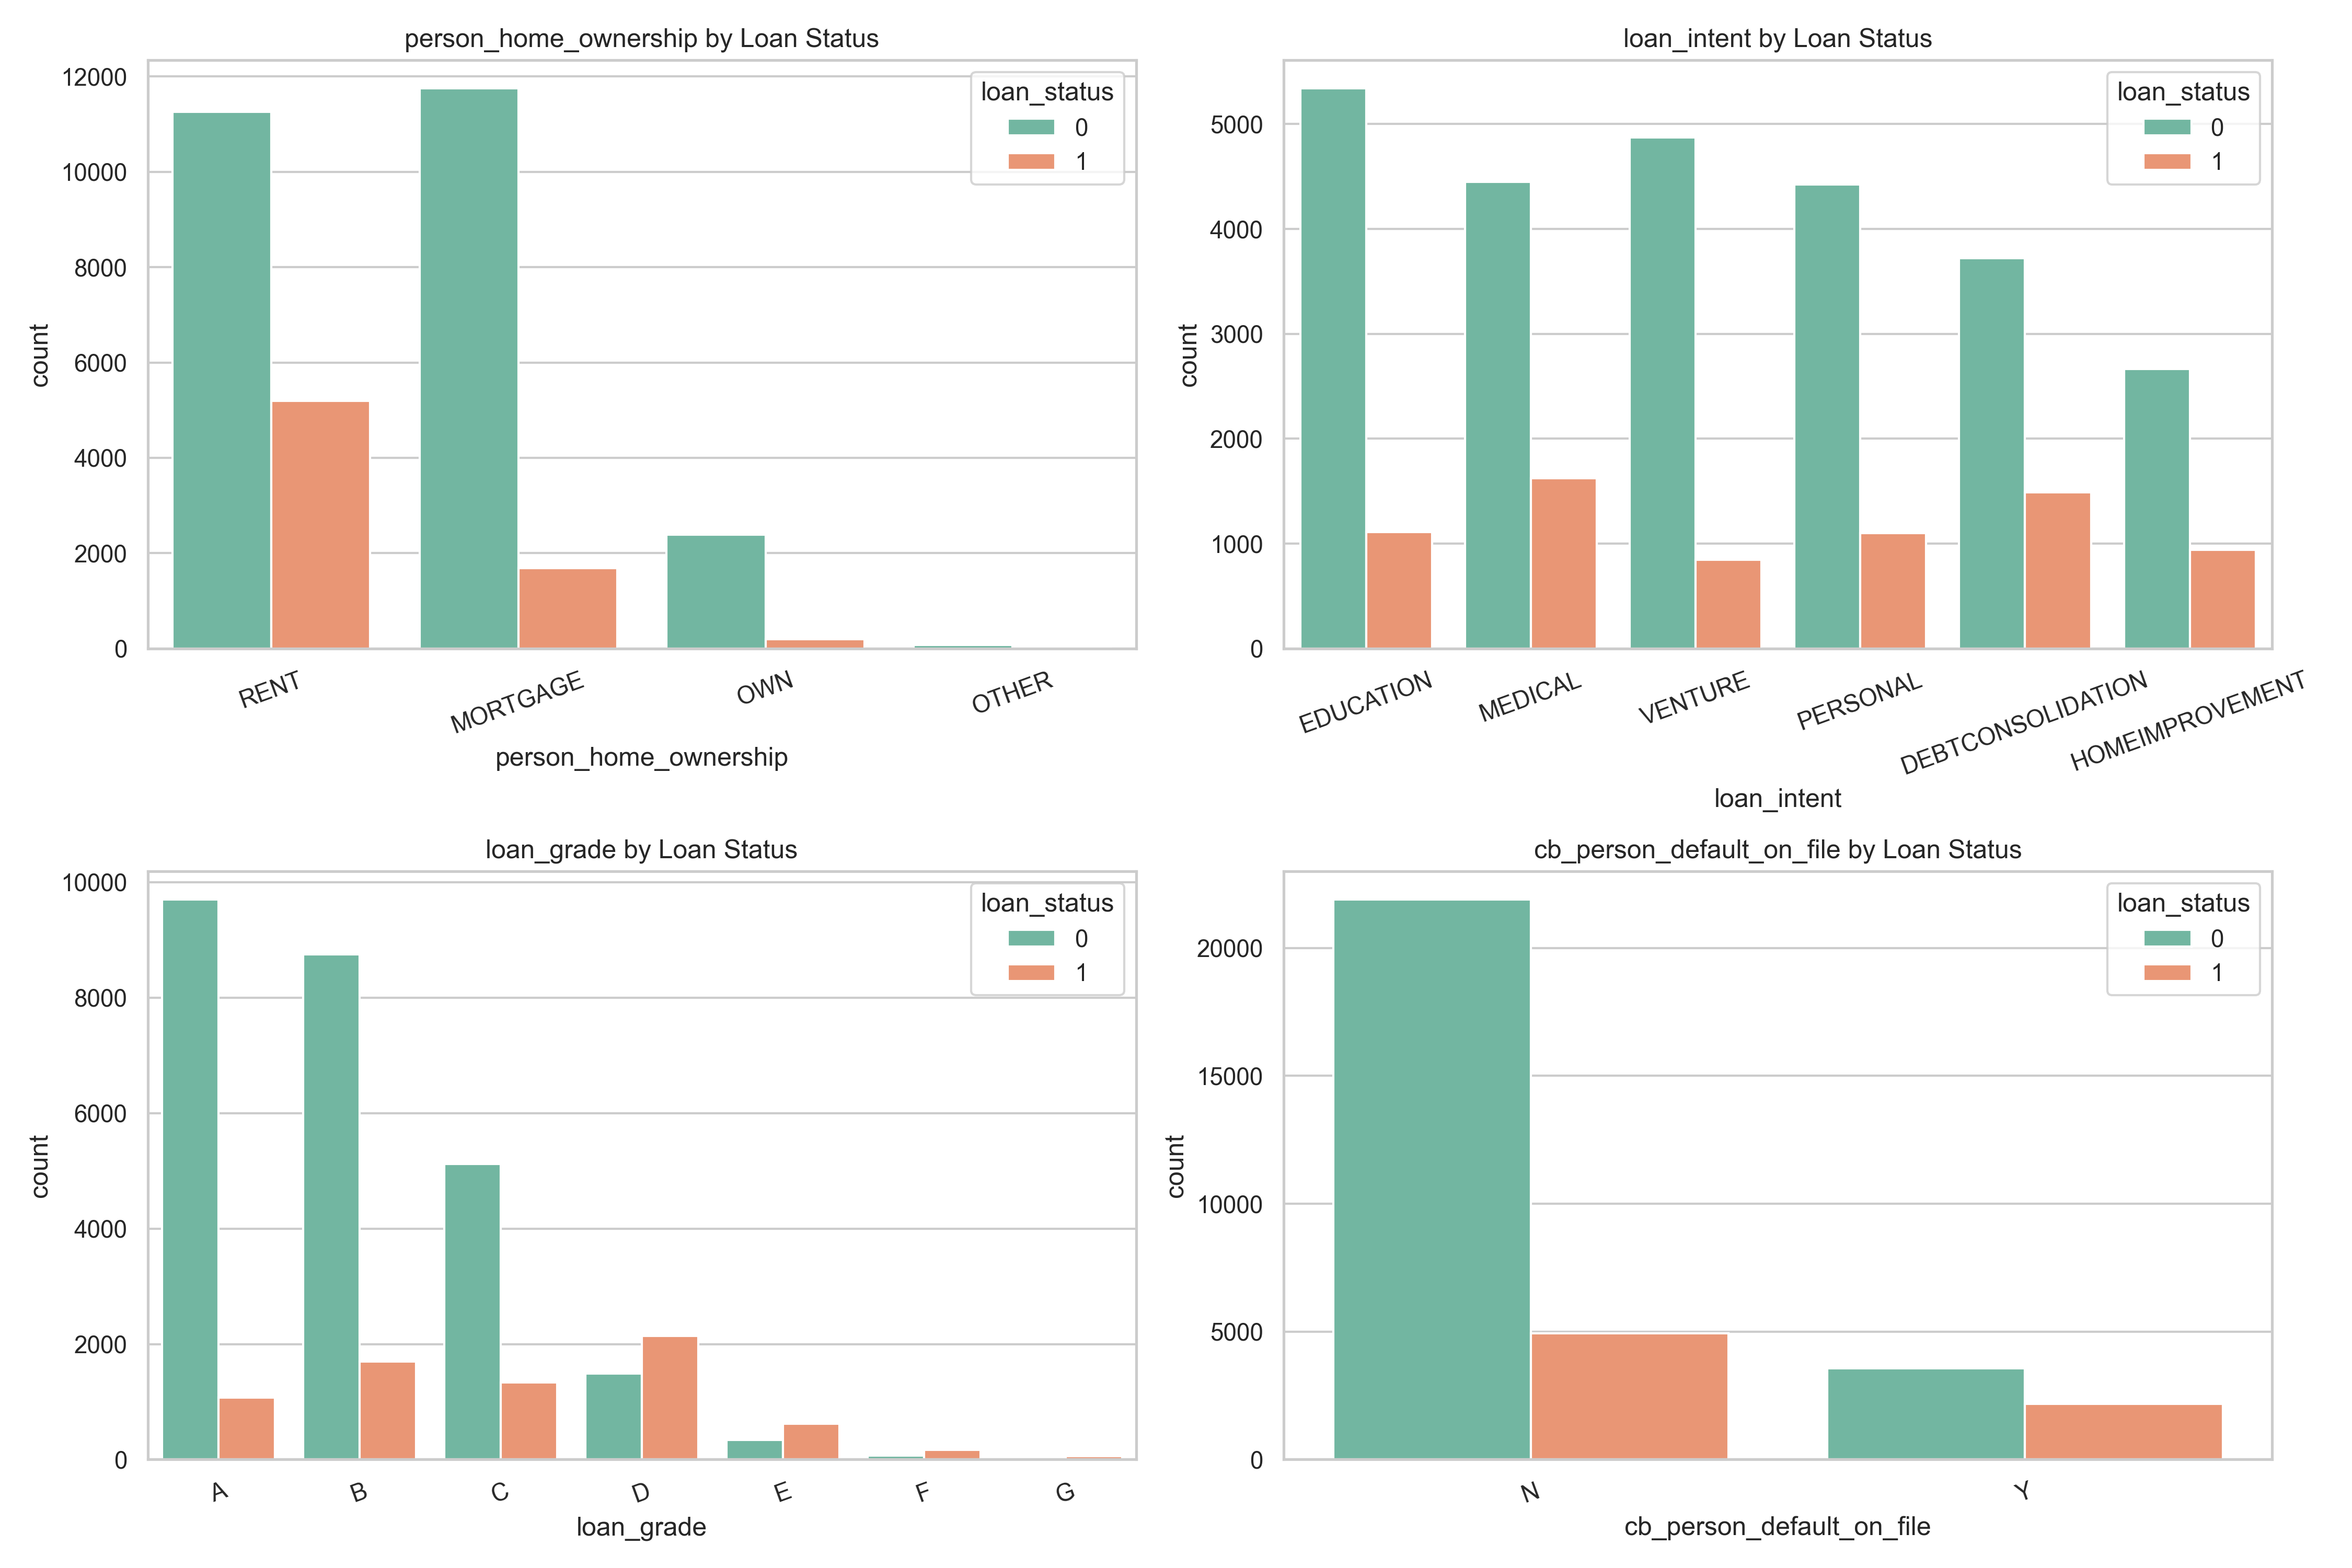 person_home_ownership by Loan Status
12000
10000
8000
6000
4000
2000
0
count
loan_status
0
1
RENT
MORTGAGE
OWN
OTHER
person_home_ownership
loan_intent by Loan Status
5000
4000
3000
2000
1000
0
count
loan_status
0
1
EDUCATION
MEDICAL
VENTURE
PERSONAL
DEBTCONSOLIDATION
HOMEIMPROVEMENT
loan_intent
loan_grade by Loan Status
10000
8000
6000
4000
2000
0
count
loan_status
0
1
A
B
C
D
E
F
G
loan_grade
cb_person_default_on_file by Loan Status
20000
15000
10000
5000
0
count
loan_status
0
1
N
Y
cb_person_default_on_file